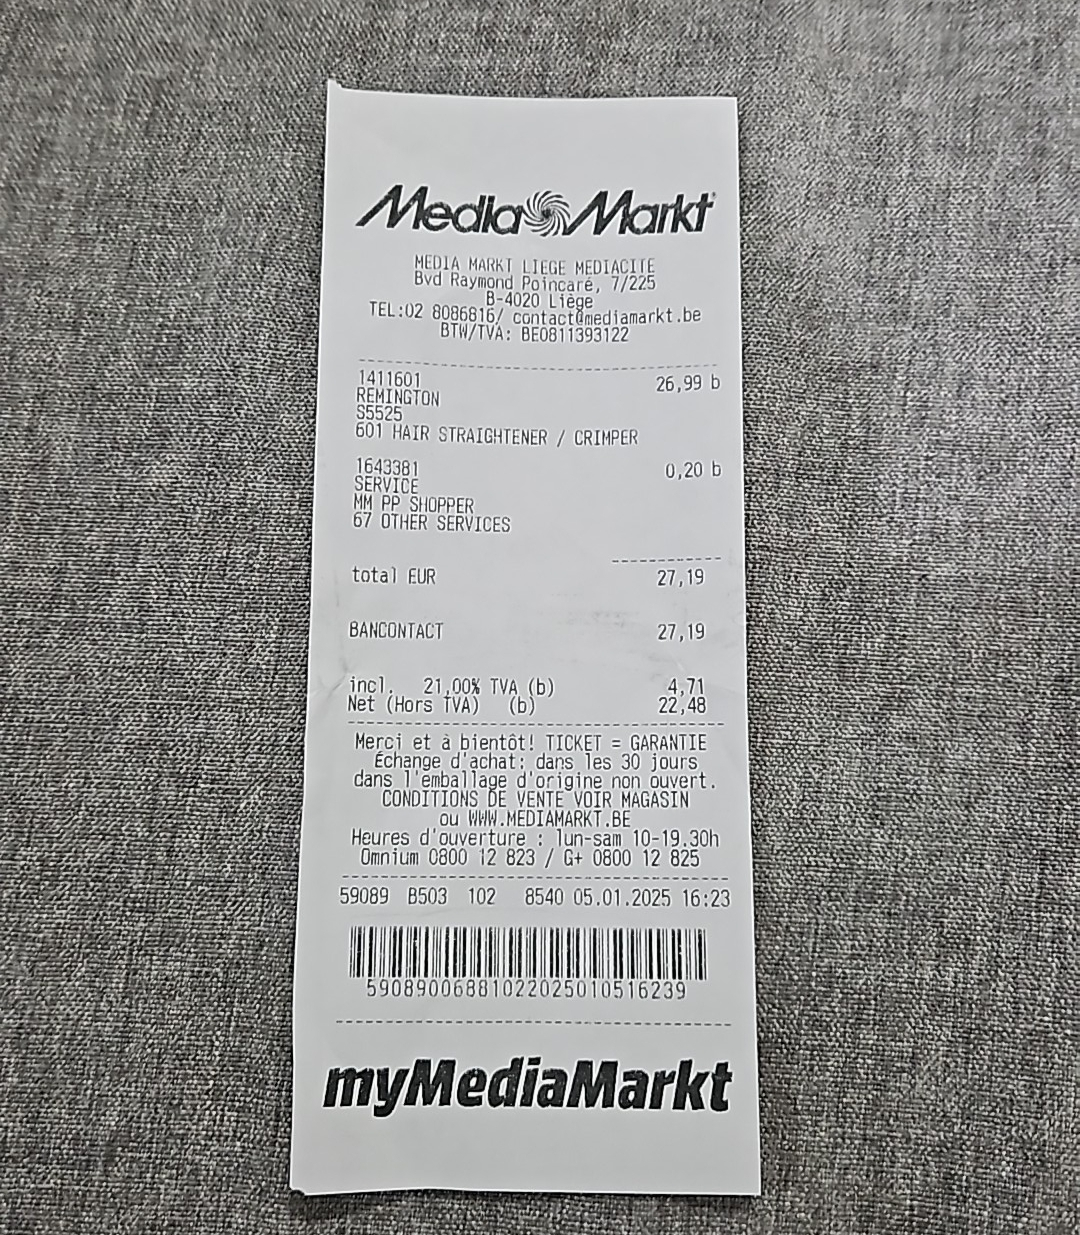 Media Markt
MEDIA MARKT LIEGE MEDIACITE
Bvd Raymond Poincaré, 7/225
B-4020 Liège
TEL:02 8086816/ contact@mediamarkt.be
BTW/TVA: BE0811393122
1411601 26,99 b
REMINGTON
S5525
601 HAIR STRAIGHTENER / CRIMPER
1643381 0,20 b
SERVICE
MM PP SHOPPER
67 OTHER SERVICES
total EUR 27,19
BANCONTACT 27,19
incl. 21,00% TVA (b) 4,71
Net (Hors TVA) (b) 22,48
Merci et à bientôt! TICKET = GARANTIE
Échange d'achat: dans les 30 jours
dans l'emballage d'origine non ouvert.
CONDITIONS DE VENTE VOIR MAGASIN
ou WWW.MEDIAMARKT.BE
Heures d'ouverture : lun-sam 10-19.30h
Omnium 0800 12 823 / G+ 0800 12 825
59089 B503 102 8540 05.01.2025 16:23
59089006881022025010516239
myMediaMarkt